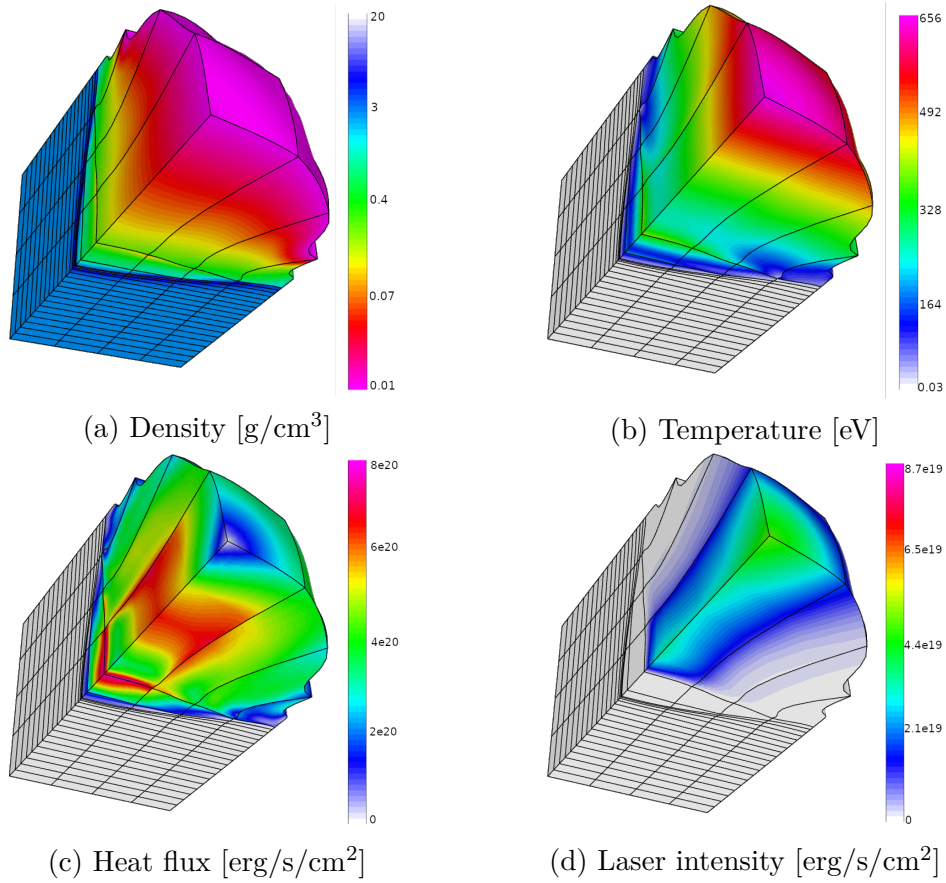 20
3
0.4
0.07
0.01
656
492
328
164
0.03
(a) Density [g/cm³]
(b) Temperature [eV]
8e20
6e20
4e20
2e20
0
8.7e19
6.5e19
4.4e19
2.1e19
0
(c) Heat flux [erg/s/cm²]
(d) Laser intensity [erg/s/cm²]